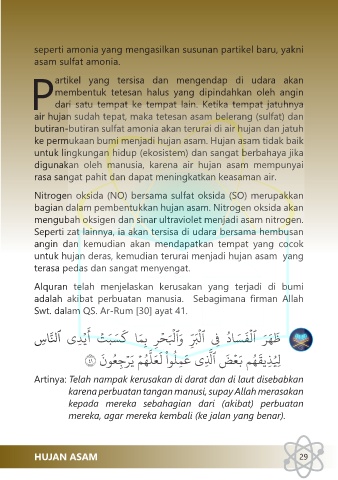 seperti amonia yang mengasilkan susunan partikel baru, yakni
asam sulfat amonia.
Partikel yang tersisa dan mengendap di udara akan
membentuk tetesan halus yang dipindahkan oleh angin
dari satu tempat ke tempat lain. Ketika tempat jatuhnya
air hujan sudah tepat, maka tetesan asam belerang (sulfat) dan
butiran-butiran sulfat amonia akan terurai di air hujan dan jatuh
ke permukaan bumi menjadi hujan asam. Hujan asam tidak baik
untuk lingkungan hidup (ekosistem) dan sangat berbahaya jika
digunakan oleh manusia, karena air hujan asam mempunyai
rasa sangat pahit dan dapat meningkatkan keasaman air.
Nitrogen oksida (NO) bersama sulfat oksida (SO) merupakkan
bagian dalam pembentukkan hujan asam. Nitrogen oksida akan
mengubah oksigen dan sinar ultraviolet menjadi asam nitrogen.
Seperti zat lainnya, ia akan tersisa di udara bersama hembusan
angin dan kemudian akan mendapatkan tempat yang cocok
untuk hujan deras, kemudian terurai menjadi hujan asam yang
terasa pedas dan sangat menyengat.
Alquran telah menjelaskan kerusakan yang terjadi di bumi
adalah akibat perbuatan manusia. Sebagimana firman Allah
Swt. dalam QS. Ar-Rum [30] ayat 41.
ظَهَرَ ٱلْفَسَادُ فِى ٱلْبَرِّ وَٱلْبَحْرِ بِمَا كَسَبَتْ أَيْدِى ٱلنَّاسِ
لِيُذِيقَهُم بَعْضَ ٱلَّذِى عَمِلُوا۟ لَعَلَّهُمْ يَرْجِعُونَ ٤١
Artinya: Telah nampak kerusakan di darat dan di laut disebabkan
karena perbuatan tangan manusi, supay Allah merasakan
kepada mereka sebahagian dari (akibat) perbuatan
mereka, agar mereka kembali (ke jalan yang benar).
HUJAN ASAM 29